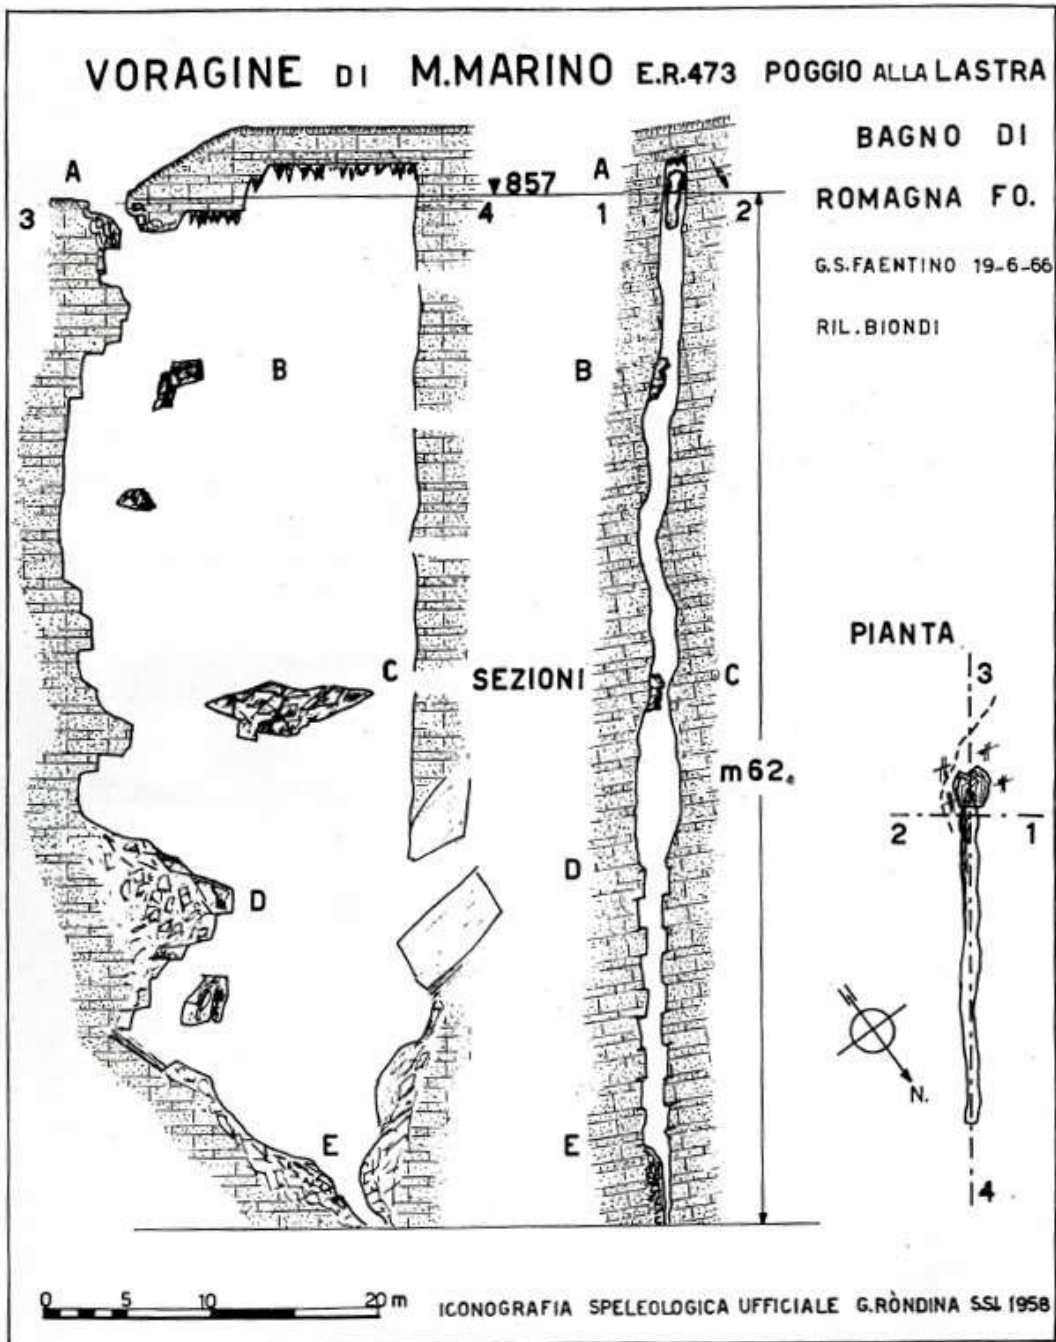 VORAGINE DI M.MARINO E.R.473 POGGIO ALLA LASTRA
BAGNO DI
ROMAGNA FO.
G.S.FAENTINO 19-6-66
RIL.BIONDI
A
3
857
4
A
1
2
B
B
C
SEZIONI
C
m 62
D
D
E
E
PIANTA
3
2
1
4
N.
0 5 10 20 m
ICONOGRAFIA SPELEOLOGICA UFFICIALE G.RÒNDINA S.S.I. 1958